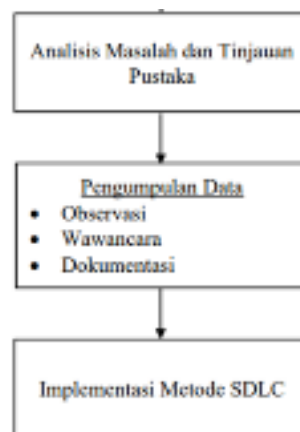 Analisis Masalah dan Tinjauan
Pustaka
Pengumpulan Data
• Observasi
• Wawancara
• Dokumentasi
Implementasi Metode SDLC